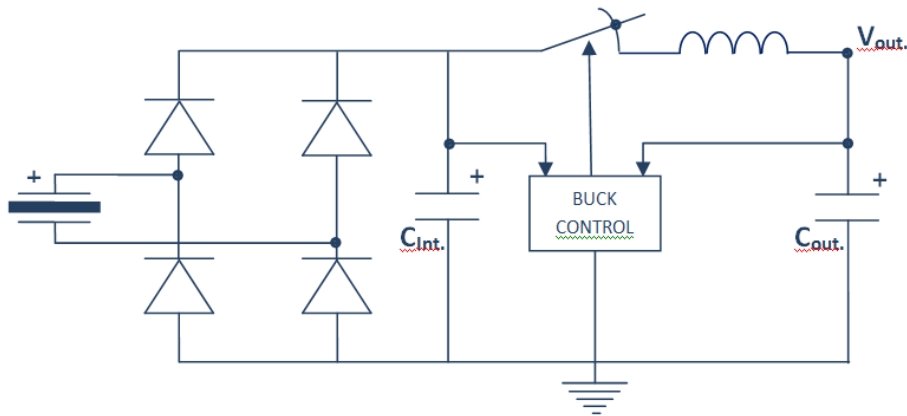 Vout.
+
+
+
BUCK
CONTROL
CInt.
Cout.